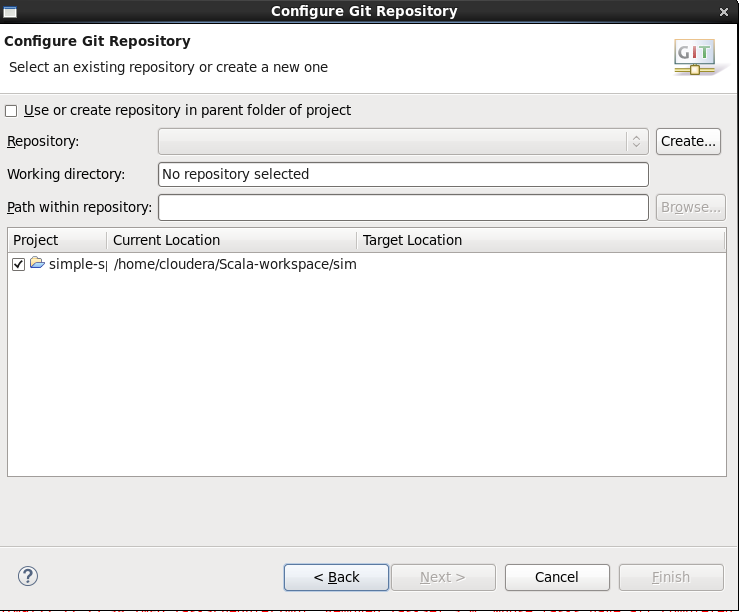 Configure Git Repository
Configure Git Repository
Select an existing repository or create a new one
GIT
Use or create repository in parent folder of project
Repository: Create...
Working directory: No repository selected
Path within repository: Browse...
Project Current Location Target Location
simple-s /home/cloudera/Scala-workspace/sim
< Back Next > Cancel Finish